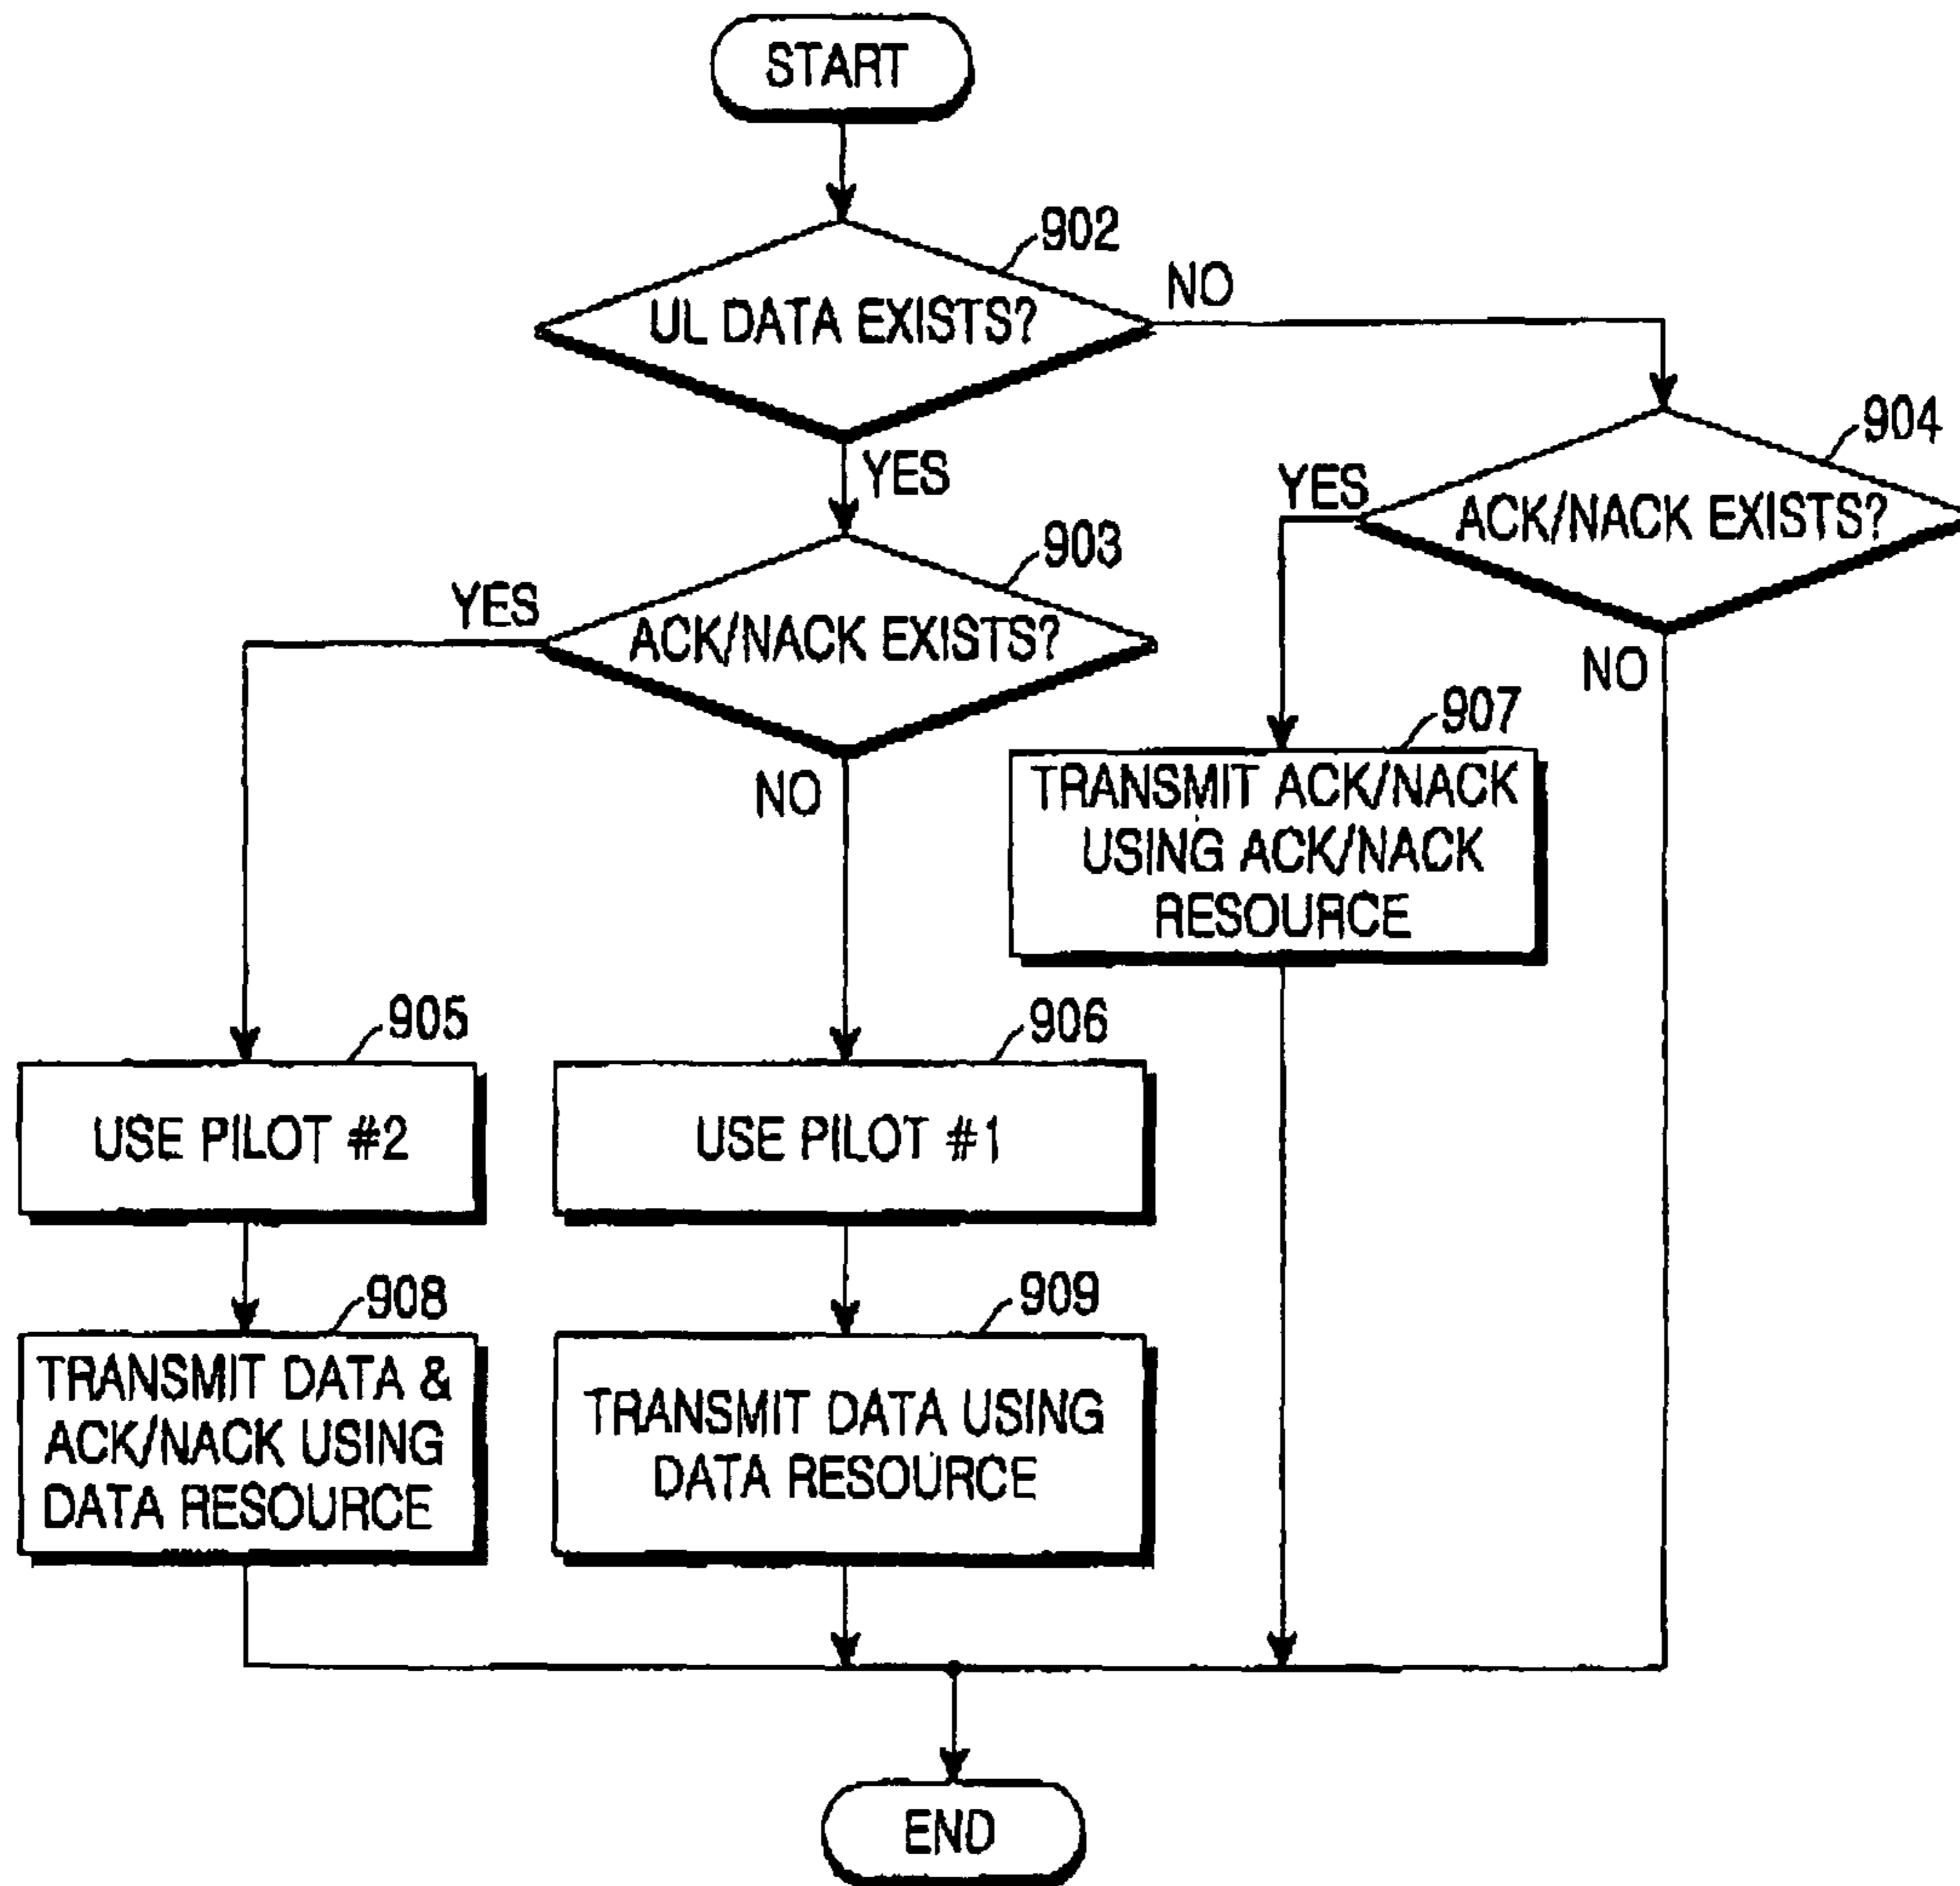 START
902
UL DATA EXISTS?
NO
YES
904
ACK/NACK EXISTS?
YES
NO
903
ACK/NACK EXISTS?
YES
NO
907
TRANSMIT ACK/NACK
USING ACK/NACK
RESOURCE
905
USE PILOT #2
906
USE PILOT #1
908
TRANSMIT DATA &
ACK/NACK USING
DATA RESOURCE
909
TRANSMIT DATA USING
DATA RESOURCE
END